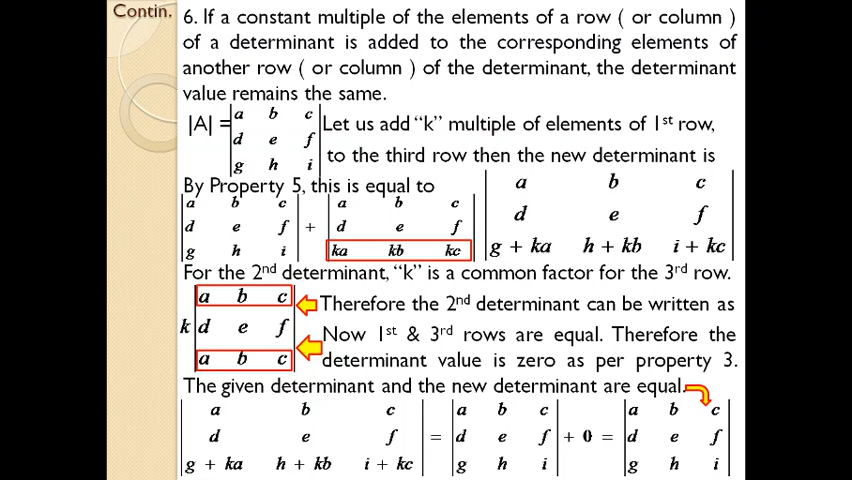 Contin.
6. If a constant multiple of the elements of a row ( or column )
of a determinant is added to the corresponding elements of
another row ( or column ) of the determinant, the determinant
value remains the same.
|A| = | a b c | Let us add “k” multiple of elements of 1st row,
| d e f |
| g h i | to the third row then the new determinant is
By Property 5, this is equal to
| a b c | + | a b c | | a b c |
| d e f | | d e f | | d e f |
| g h i | | ka kb kc | | g + ka h + kb i + kc |
For the 2nd determinant, “k” is a common factor for the 3rd row.
| a b c | Therefore the 2nd determinant can be written as
k | d e f | Now 1st & 3rd rows are equal. Therefore the
| a b c | determinant value is zero as per property 3.
The given determinant and the new determinant are equal.
| a b c | | a b c | | a b c |
| d e f | = | d e f | + 0 = | d e f |
| g + ka h + kb i + kc | | g h i | | g h i |